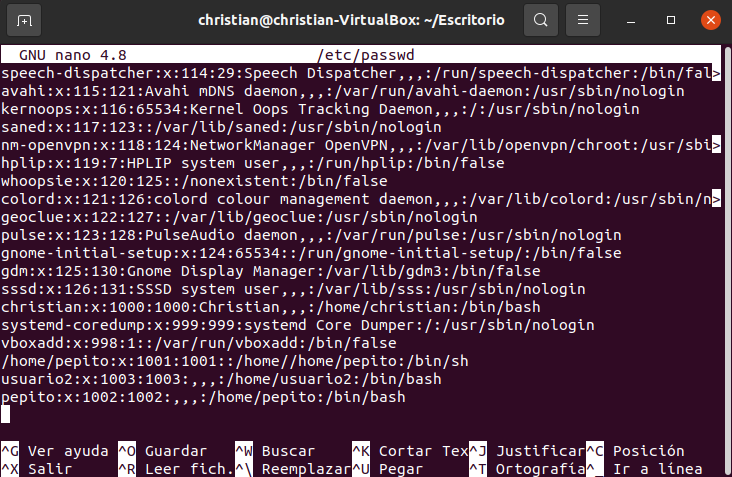 christian@christian-VirtualBox: ~/Escritorio
GNU nano 4.8 /etc/passwd
speech-dispatcher:x:114:29:Speech Dispatcher,,,:/run/speech-dispatcher:/bin/fal>
avahi:x:115:121:Avahi mDNS daemon,,,:/var/run/avahi-daemon:/usr/sbin/nologin
kernoops:x:116:65534:Kernel Oops Tracking Daemon,,,:/:/usr/sbin/nologin
saned:x:117:123::/var/lib/saned:/usr/sbin/nologin
nm-openvpn:x:118:124:NetworkManager OpenVPN,,,:/var/lib/openvpn/chroot:/usr/sbi>
hplip:x:119:7:HPLIP system user,,,:/run/hplip:/bin/false
whoopsie:x:120:125::/nonexistent:/bin/false
colord:x:121:126:colord colour management daemon,,,:/var/lib/colord:/usr/sbin/n>
geoclue:x:122:127::/var/lib/geoclue:/usr/sbin/nologin
pulse:x:123:128:PulseAudio daemon,,,:/var/run/pulse:/usr/sbin/nologin
gnome-initial-setup:x:124:65534::/run/gnome-initial-setup/:/bin/false
gdm:x:125:130:Gnome Display Manager:/var/lib/gdm3:/bin/false
sssd:x:126:131:SSSD system user,,,:/var/lib/sss:/usr/sbin/nologin
christian:x:1000:1000:Christian,,,:/home/christian:/bin/bash
systemd-coredump:x:999:999:systemd Core Dumper:/:/usr/sbin/nologin
vboxadd:x:998:1::/var/run/vboxadd:/bin/false
/home/pepito:x:1001:1001::/home//home/pepito:/bin/sh
usuario2:x:1003:1003:,,,:/home/usuario2:/bin/bash
pepito:x:1002:1002:,,,:/home/pepito:/bin/bash
^G Ver ayuda ^O Guardar ^W Buscar ^K Cortar Tex ^J Justificar ^C Posición
^X Salir ^R Leer fich. ^\ Reemplazar ^U Pegar ^T Ortografía ^_ Ir a línea